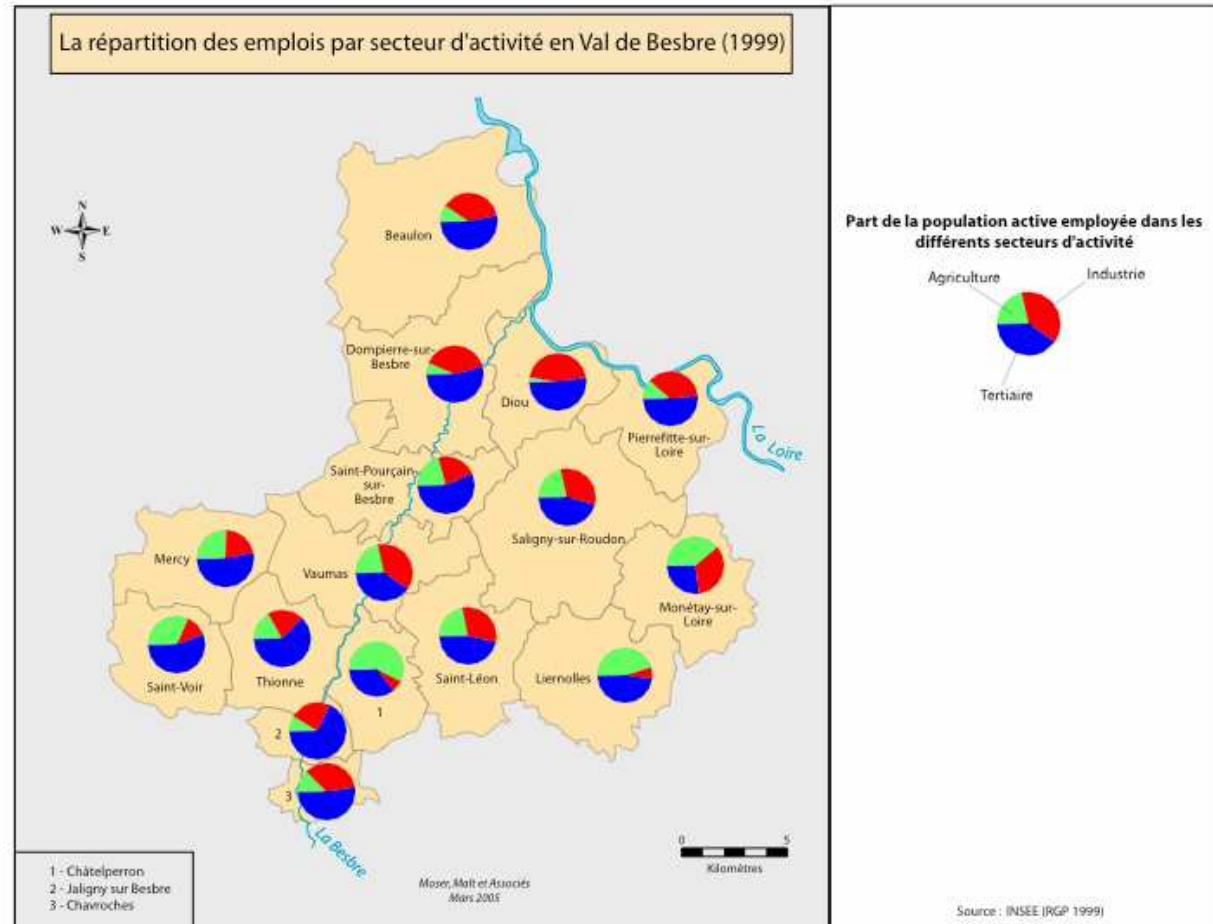 La répartition des emplois par secteur d'activité en Val de Besbre (1999)
N
W
E
S
Beaulon
Dompierre-sur-
Besbre
Diou
Pierrefitte-sur-
Loire
La Loire
Saint-Pourçain-
sur-
Besbre
Saligny-sur-Roudon
Mercy
Vaumas
Monétay-sur-
Loire
Saint-Voir
Thionne
1
Saint-Léon
Liernolles
2
3
La Besbre
0
5
Kilomètres
1 - Châtelperron
2 - Jaligny sur Besbre
3 - Chavroches
Moser, Malt et Associés
Mars 2005
Part de la population active employée dans les
différents secteurs d'activité
Agriculture
Industrie
Tertiaire
Source : INSEE (RGP 1999)